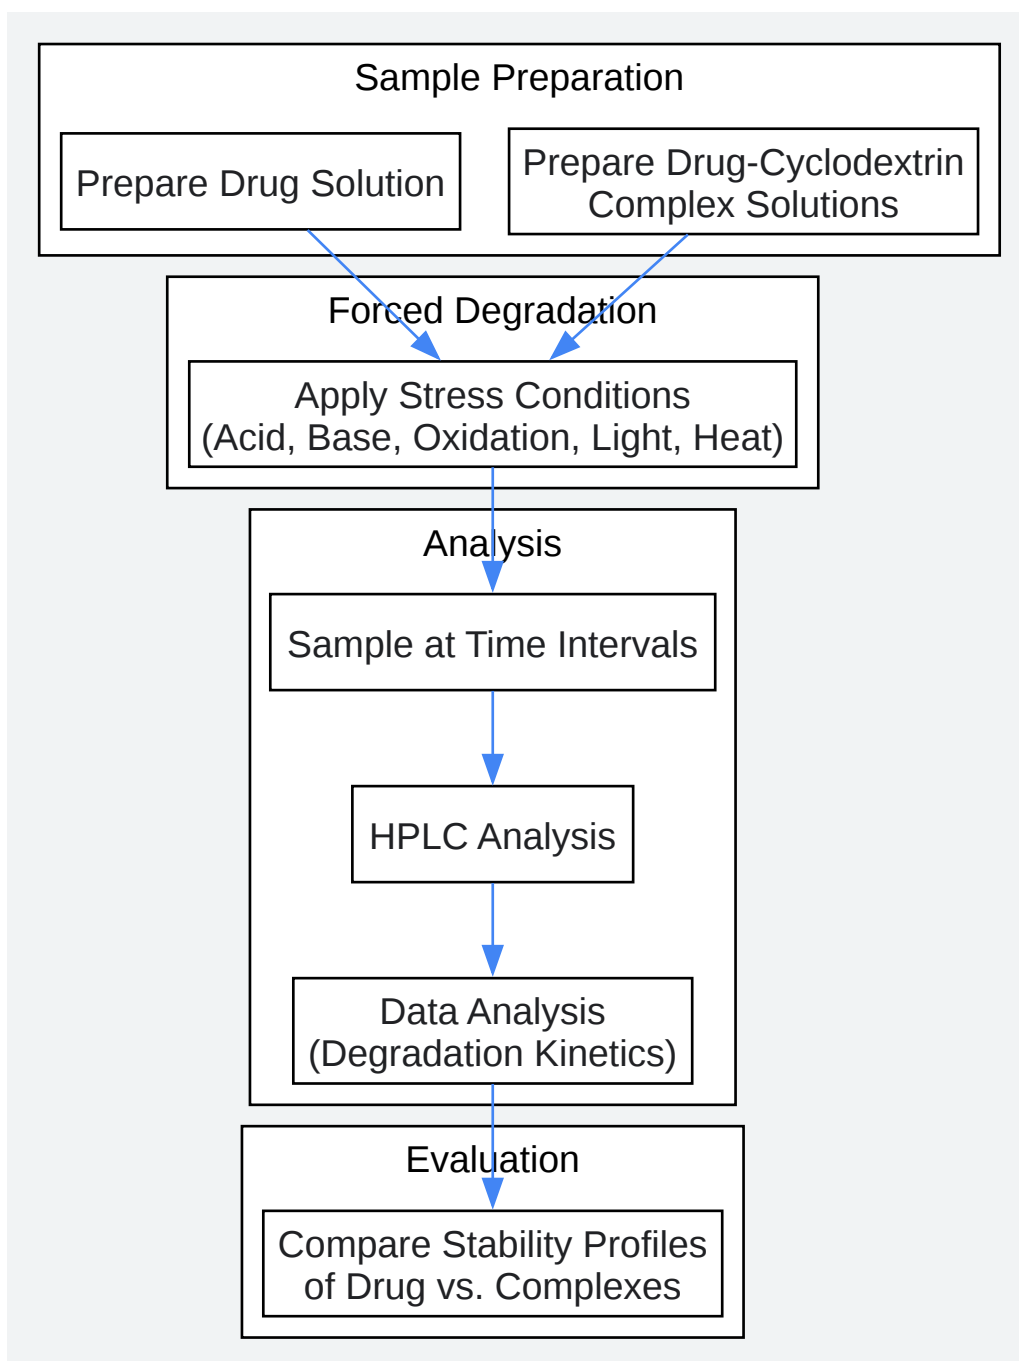 Sample Preparation
Prepare Drug Solution
Prepare Drug-Cyclodextrin
Complex Solutions
Forced Degradation
Apply Stress Conditions
(Acid, Base, Oxidation, Light, Heat)
Analysis
Sample at Time Intervals
HPLC Analysis
Data Analysis
(Degradation Kinetics)
Evaluation
Compare Stability Profiles
of Drug vs. Complexes